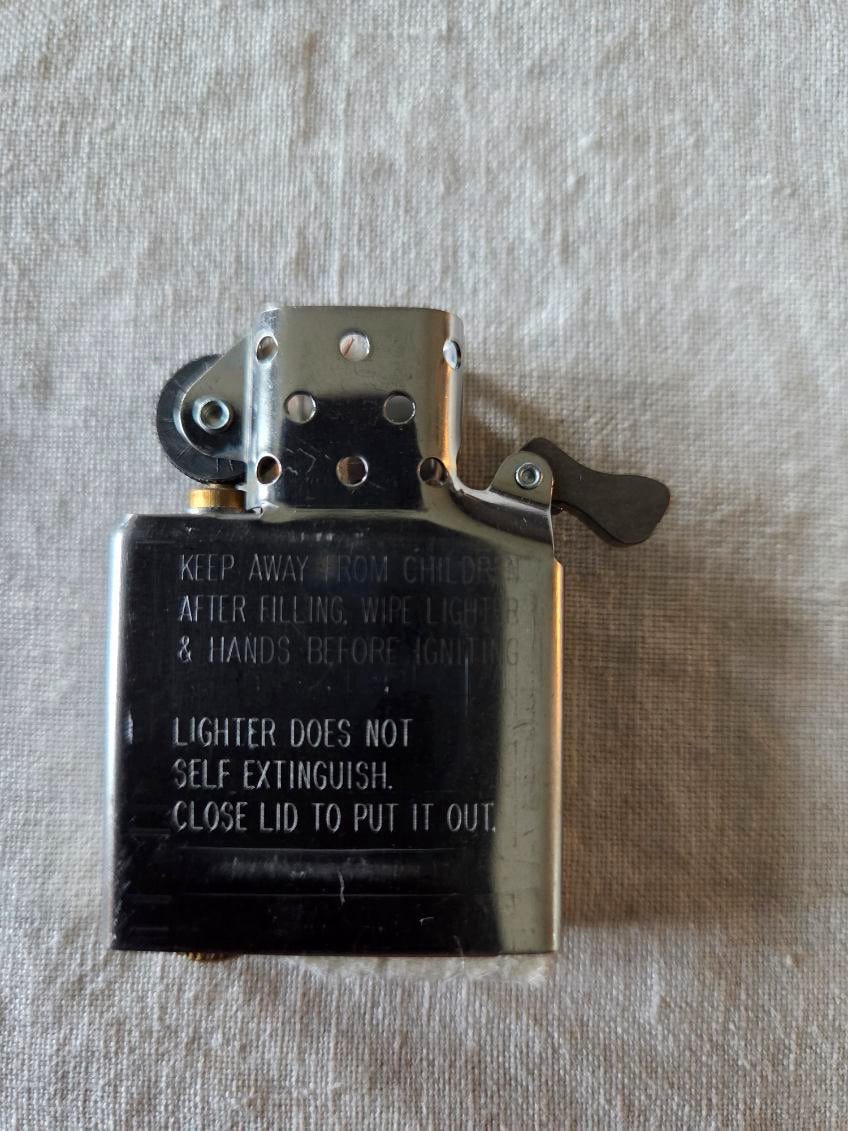 KEEP AWAY FROM CHILDREN
AFTER FILLING, WIPE LIGHTER
& HANDS BEFORE IGNITING
LIGHTER DOES NOT
SELF EXTINGUISH.
CLOSE LID TO PUT IT OUT.